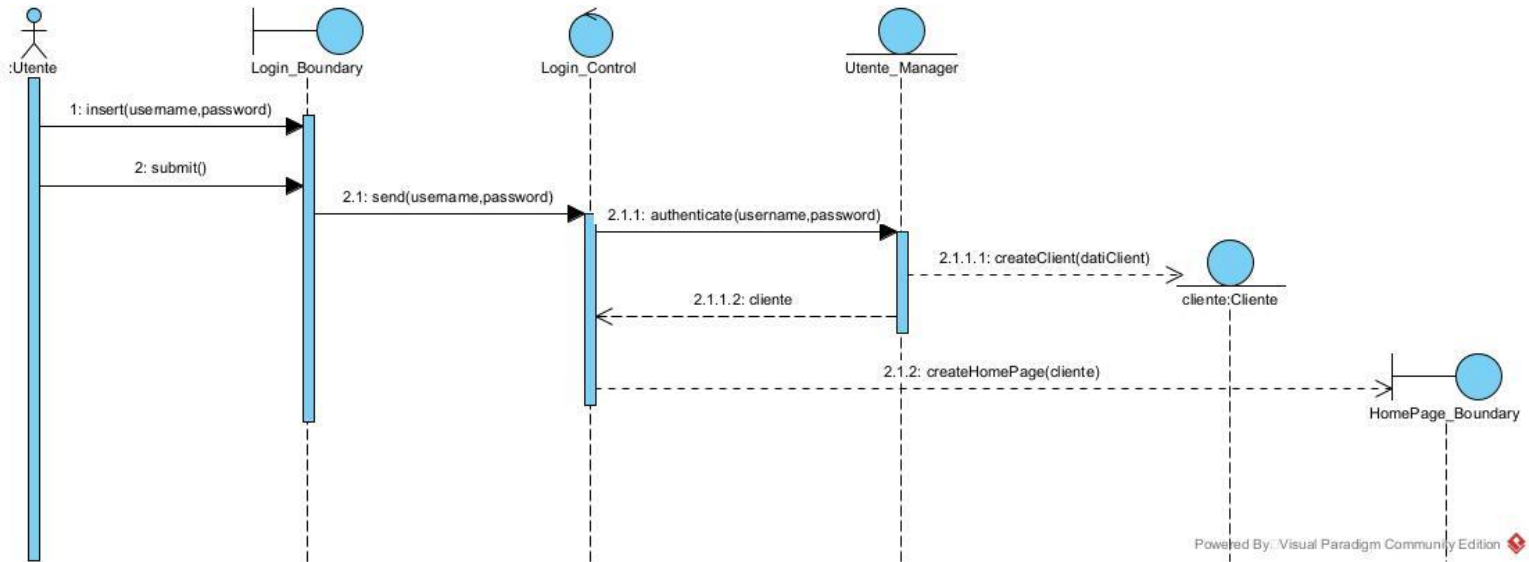 :Utente
Login_Boundary
Login_Control
Utente_Manager
1: insert(username,password)
2: submit()
2.1: send(username,password)
2.1.1: authenticate(username,password)
2.1.1.1: createClient(datiClient)
cliente:Cliente
2.1.1.2: cliente
2.1.2: createHomePage(cliente)
HomePage_Boundary
Powered By: Visual Paradigm Community Edition